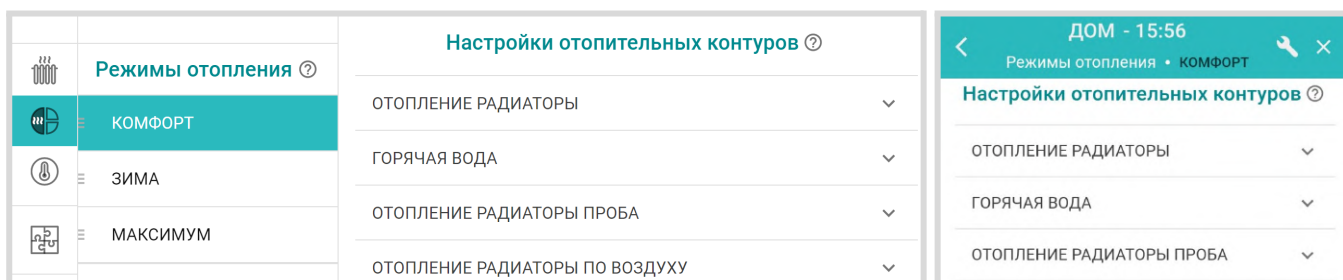 Режимы отопления
КОМФОРТ
ЗИМА
МАКСИМУМ
Настройки отопительных контуров
ОТОПЛЕНИЕ РАДИАТОРЫ
ГОРЯЧАЯ ВОДА
ОТОПЛЕНИЕ РАДИАТОРЫ ПРОБА
ОТОПЛЕНИЕ РАДИАТОРЫ ПО ВОЗДУХУ
ДОМ - 15:56
Режимы отопления • КОМФОРТ
Настройки отопительных контуров
ОТОПЛЕНИЕ РАДИАТОРЫ
ГОРЯЧАЯ ВОДА
ОТОПЛЕНИЕ РАДИАТОРЫ ПРОБА